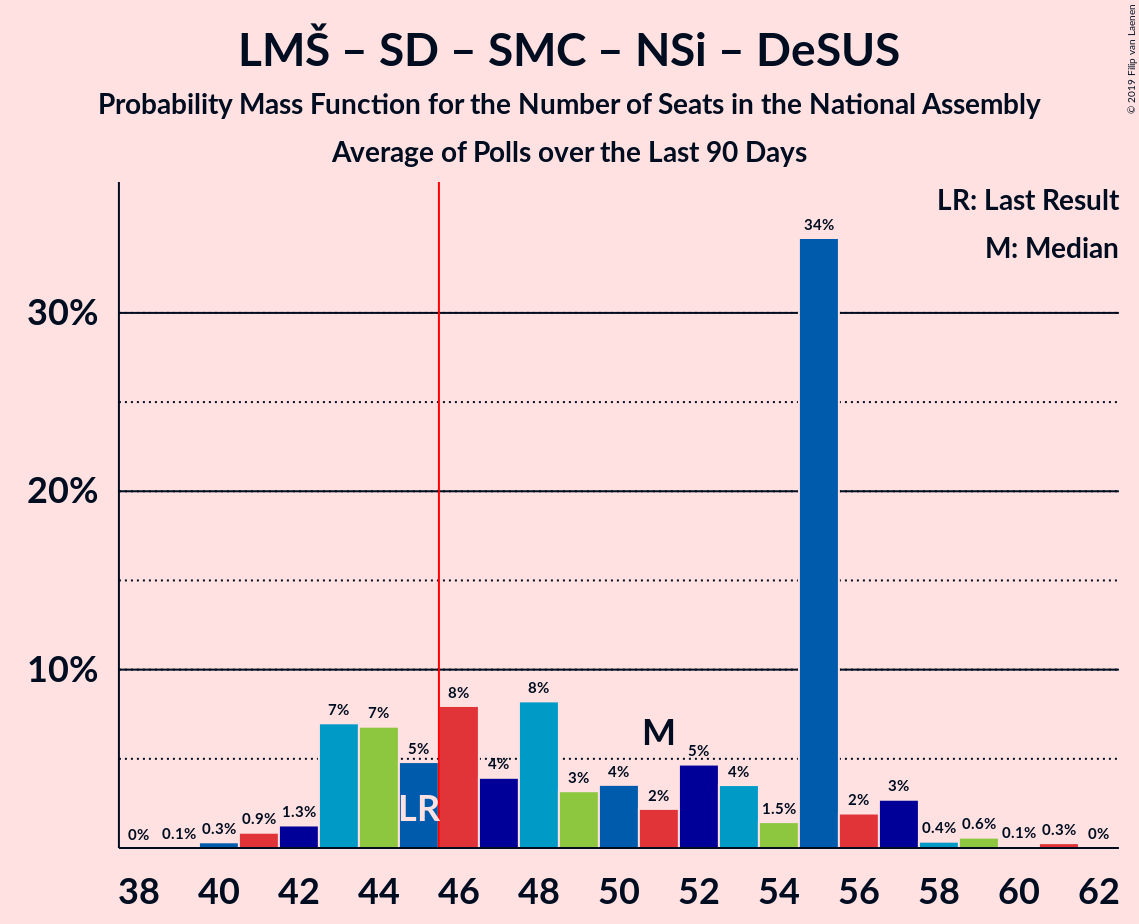 LMŠ – SD – SMC – NSi – DeSUS
Probability Mass Function for the Number of Seats in the National Assembly
Average of Polls over the Last 90 Days
© 2019 Filip van Laenen
LR: Last Result
M: Median
34%
30%
20%
10%
0% 0.1% 0.3% 0.9% 1.3% 7% 7% 5% 8% 4% 8% 3% 4% 2% 5% 4% 1.5% 2% 3% 0.4% 0.6% 0.1% 0.3% 0%
M
LR
38 40 42 44 46 48 50 52 54 56 58 60 62